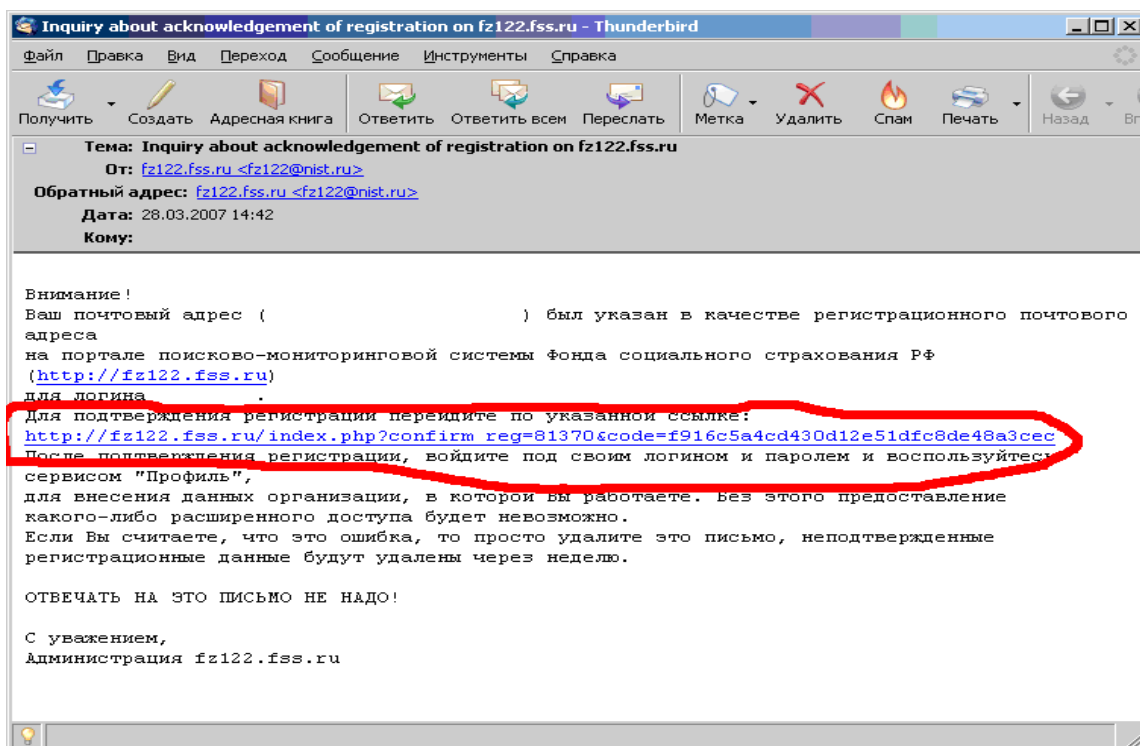 Inquiry about acknowledgement of registration on fz122.fss.ru - Thunderbird
Файл Правка Вид Переход Сообщение Инструменты Справка
Получить Создать Адресная книга Ответить Ответить всем Переслать Метка Удалить Спам Печать Назад
Тема: Inquiry about acknowledgement of registration on fz122.fss.ru
От: fz122.fss.ru <fz122@nist.ru>
Обратный адрес: fz122.fss.ru <fz122@nist.ru>
Дата: 28.03.2007 14:42
Кому:
Внимание!
Ваш почтовый адрес ( ) был указан в качестве регистрационного почтового
адреса
на портале поисково-мониторинговой системы Фонда социального страхования РФ
(http://fz122.fss.ru)
для логина .
Для подтверждения регистрации перейдите по указанной ссылке:
http://fz122.fss.ru/index.php?confirm_reg=81370&code=f916c5a4cd430d12e51dfc8de48a3cec
После подтверждения регистрации, войдите под своим логином и паролем и воспользуйтесь
сервисом "Профиль",
для внесения данных организации, в которой Вы работаете. Без этого предоставление
какого-либо расширенного доступа будет невозможно.
Если Вы считаете, что это ошибка, то просто удалите это письмо, неподтвержденные
регистрационные данные будут удалены через неделю.
ОТВЕЧАТЬ НА ЭТО ПИСЬМО НЕ НАДО!
С уважением,
Администрация fz122.fss.ru